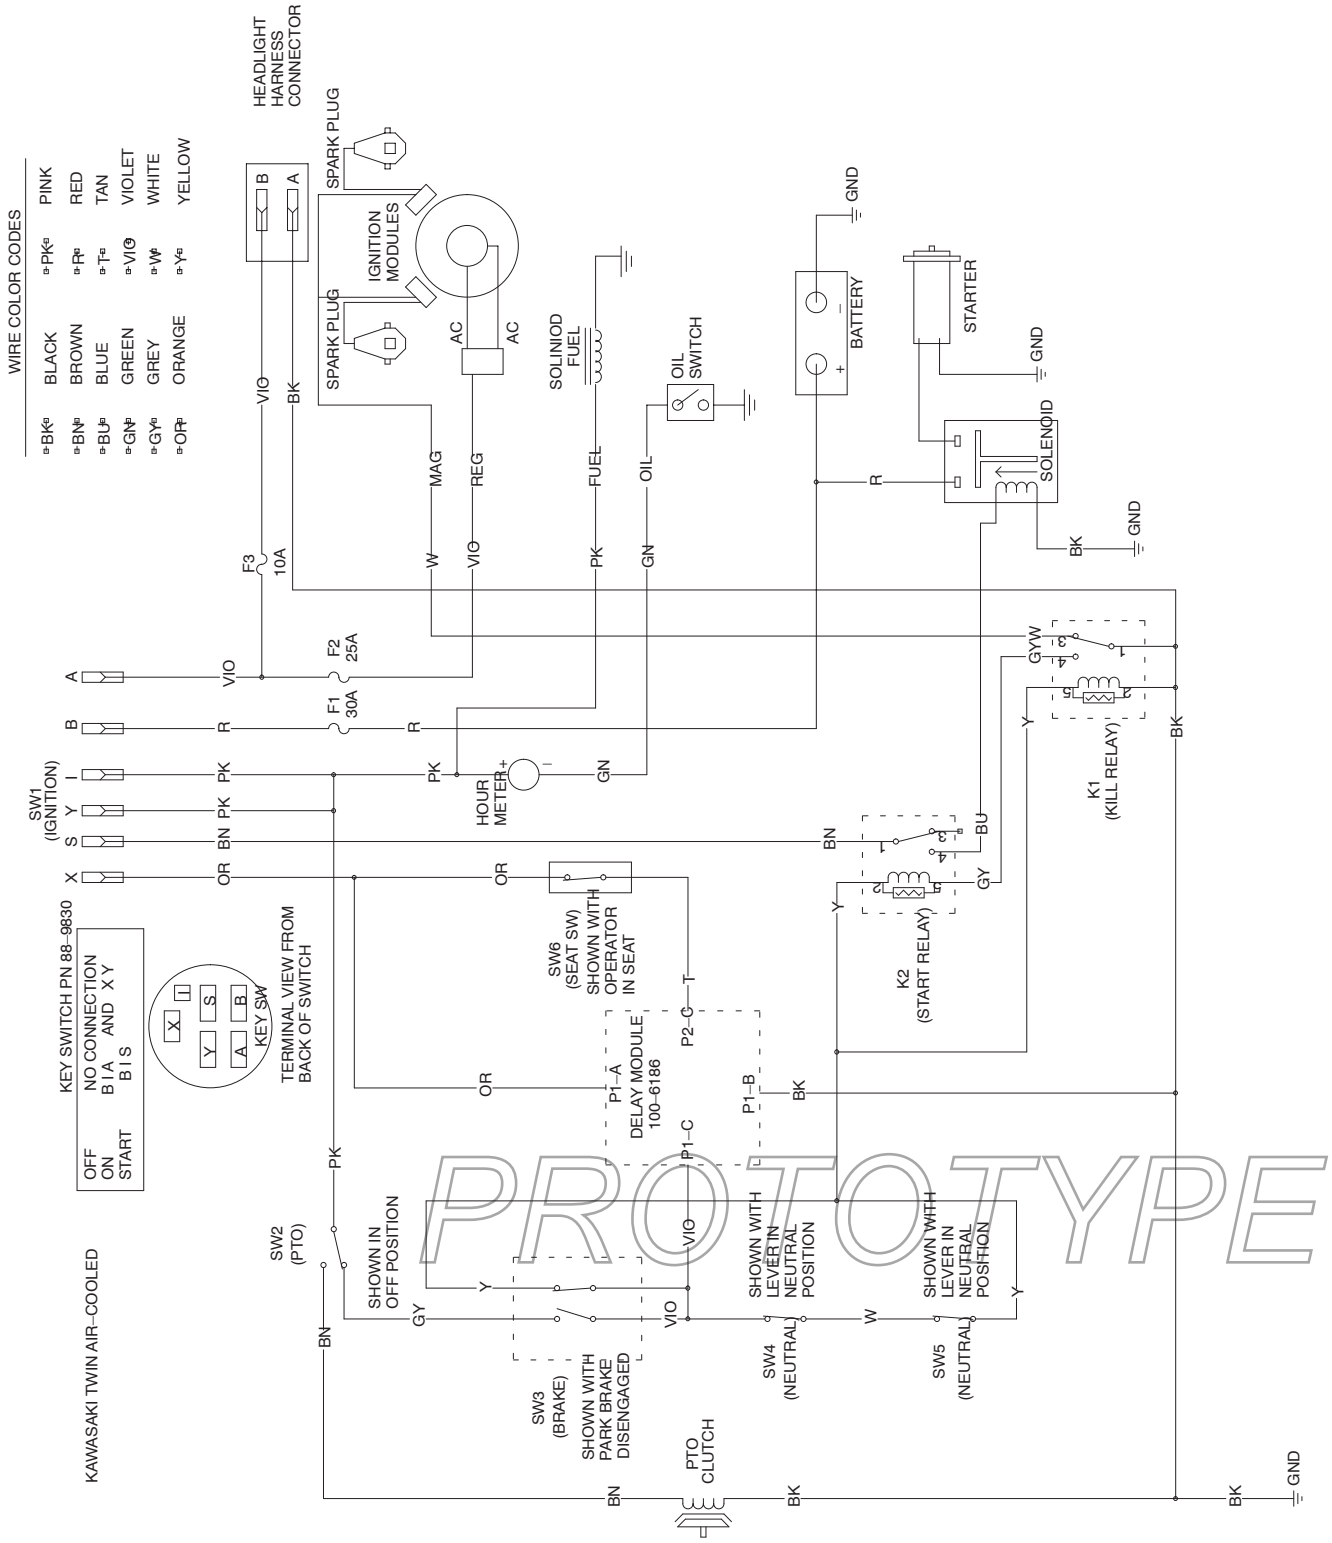 WIRE COLOR CODES
BK BLACK PK PINK
BN BROWN R RED
BU BLUE T TAN
GN GREEN VIO VIOLET
GY GREY W WHITE
OR ORANGE Y YELLOW
HEADLIGHT
HARNESS
CONNECTOR
B
A
VIO
BK
F3
10A
SPARK PLUG
SPARK PLUG
IGNITION
MODULES
AC
AC
MAG
REG
W
VIO
SOLINIOD
FUEL
FUEL
PK
OIL
SWITCH
OIL
GN
BATTERY
+
–
GND
STARTER
GND
SOLENOID
R
BK
GND
SW1
(IGNITION)
A
B
I
Y
S
X
VIO
F2
25A
R
F1
30A
R
PK
PK
PK
HOUR
METER
+
–
GN
BN
BN
OR
OR
KEY SWITCH PN 88–9830
OFF NO CONNECTION
ON B I A AND X Y
START B I S
X
I
Y
S
A
B
KEY SW
TERMINAL VIEW FROM
BACK OF SWITCH
SW6
(SEAT SW)
SHOWN WITH
OPERATOR
IN SEAT
T
K2
(START RELAY)
1
3
4
2
5
Y
GY
BU
K1
(KILL RELAY)
3
4
1
5
2
GY
W
Y
BK
OR
P1–A
P2–C
DELAY MODULE
100–6186
P1–C
P1–B
BK
PK
PROTOTYPE
KAWASAKI TWIN AIR–COOLED
SW2
(PTO)
SHOWN IN
OFF POSITION
BN
GY
Y
VIO
VIO
SW3
(BRAKE)
SHOWN WITH
PARK BRAKE
DISENGAGED
SHOWN WITH
LEVER IN
NEUTRAL
POSITION
SW4
(NEUTRAL)
W
SHOWN WITH
LEVER IN
NEUTRAL
POSITION
SW5
(NEUTRAL)
Y
PTO
CLUTCH
BN
BK
BK
GND